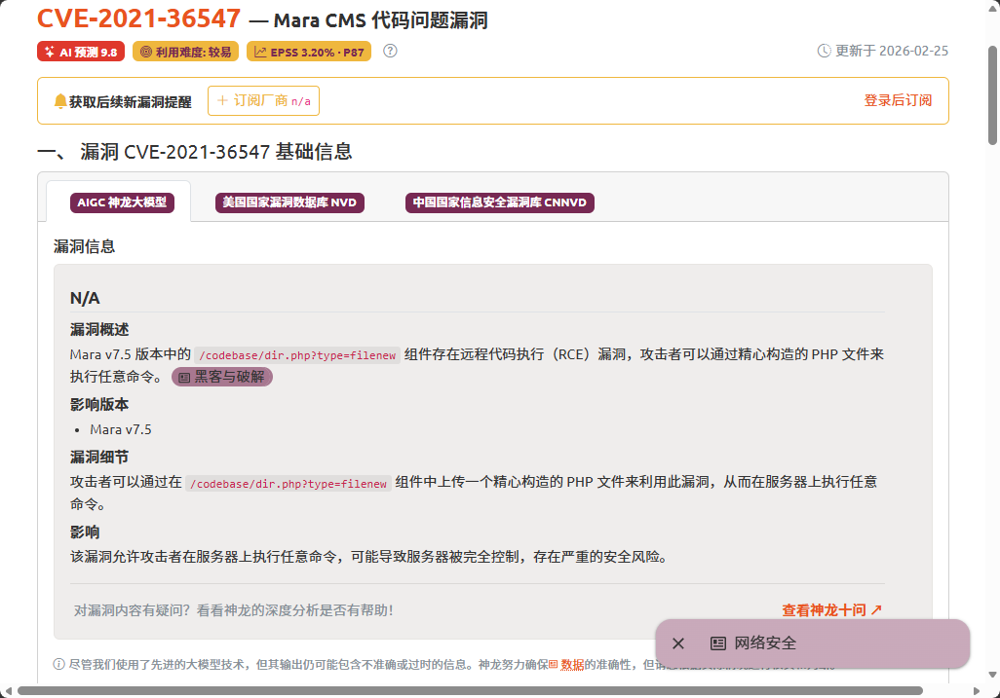 CVE-2021-36547 — Mara CMS 代码问题漏洞
AI 预测 9.8 利用难度: 较易 EPSS 3.20% · P87 ? 更新于 2026-02-25
获取后续新漏洞提醒 + 订阅厂商 n/a 登录后订阅
一、 漏洞 CVE-2021-36547 基础信息
AIGC 神龙大模型 美国国家漏洞数据库 NVD 中国国家信息安全漏洞库 CNNVD
漏洞信息
N/A
漏洞概述
Mara v7.5 版本中的 /codebase/dir.php?type=filenew 组件存在远程代码执行（RCE）漏洞，攻击者可以通过精心构造的 PHP 文件来
执行任意命令。 黑客与破解
影响版本
• Mara v7.5
漏洞细节
攻击者可以通过在 /codebase/dir.php?type=filenew 组件中上传一个精心构造的 PHP 文件来利用此漏洞，从而在服务器上执行任意
命令。
影响
该漏洞允许攻击者在服务器上执行任意命令，可能导致服务器被完全控制，存在严重的安全风险。
对漏洞内容有疑问？看看神龙的深度分析是否有帮助！
查看神龙十问 ↗
网络安全
尽管我们使用了先进的大模型技术，但其输出仍可能包含不准确或过时的信息。神龙努力确保 数据的准确性，但